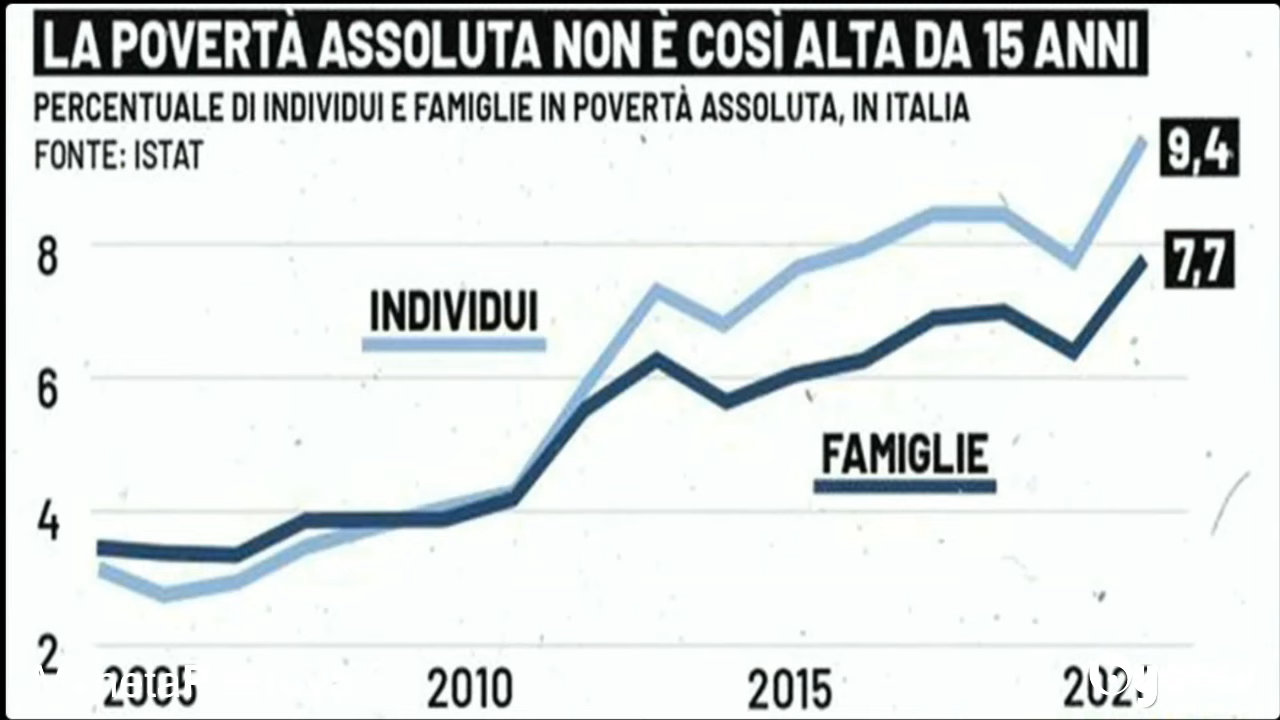 LA POVERTÀ ASSOLUTA NON È COSÌ ALTA DA 15 ANNI
PERCENTUALE DI INDIVIDUI E FAMIGLIE IN POVERTÀ ASSOLUTA, IN ITALIA
FONTE: ISTAT
9,4
8
7,7
INDIVIDUI
6
FAMIGLIE
4
2
2005 2010 2015